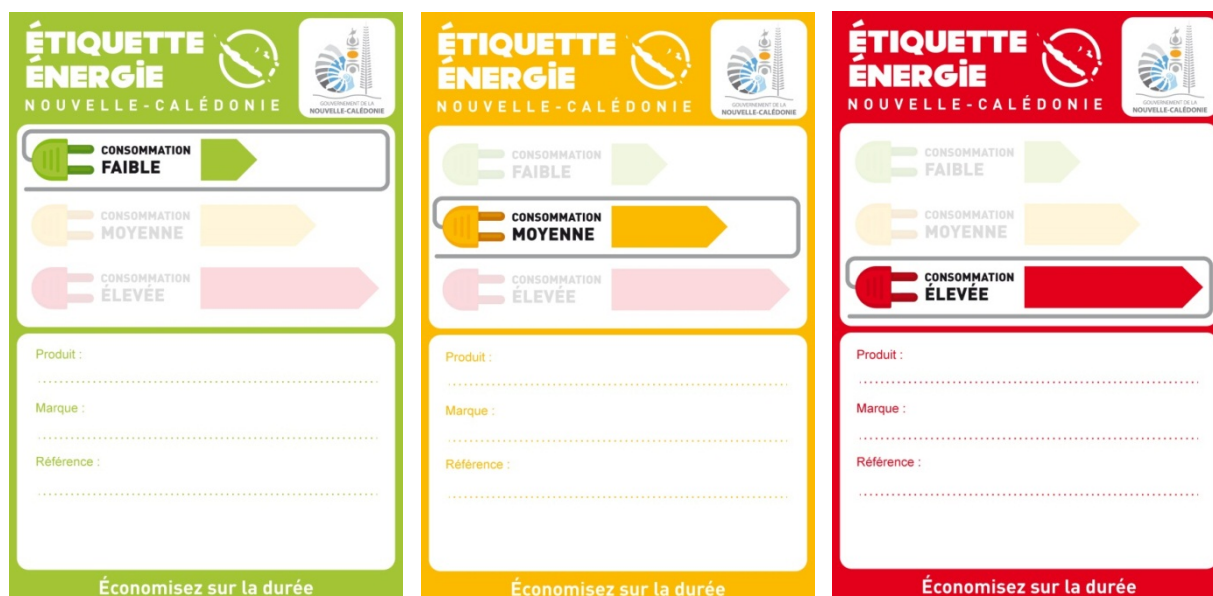 ÉTIQUETTE
ÉNERGiE
NOUVELLE-CALÉDONIE
GOUVERNEMENT DE LA
NOUVELLE-CALÉDONIE
CONSOMMATION
FAIBLE
CONSOMMATION
MOYENNE
CONSOMMATION
ÉLEVÉE
Produit :
Marque :
Référence :
Économisez sur la durée
ÉTIQUETTE
ÉNERGiE
NOUVELLE-CALÉDONIE
GOUVERNEMENT DE LA
NOUVELLE-CALÉDONIE
CONSOMMATION
FAIBLE
CONSOMMATION
MOYENNE
CONSOMMATION
ÉLEVÉE
Produit :
Marque :
Référence :
Économisez sur la durée
ÉTIQUETTE
ÉNERGiE
NOUVELLE-CALÉDONIE
GOUVERNEMENT DE LA
NOUVELLE-CALÉDONIE
CONSOMMATION
FAIBLE
CONSOMMATION
MOYENNE
CONSOMMATION
ÉLEVÉE
Produit :
Marque :
Référence :
Économisez sur la durée